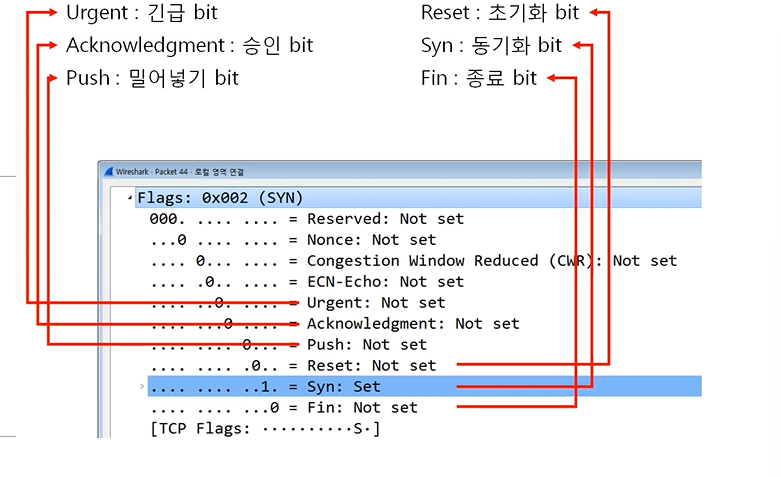 Urgent : 긴급 bit
Acknowledgment : 승인 bit
Push : 밀어넣기 bit
Reset : 초기화 bit
Syn : 동기화 bit
Fin : 종료 bit
Wireshark · Packet 44 · 로컬 영역 연결
Flags: 0x002 (SYN)
000. .... .... = Reserved: Not set
...0 .... .... = Nonce: Not set
.... 0... .... = Congestion Window Reduced (CWR): Not set
.... .0.. .... = ECN-Echo: Not set
.... ..0. .... = Urgent: Not set
.... ...0 .... = Acknowledgment: Not set
.... .... 0... = Push: Not set
.... .... .0.. = Reset: Not set
.... .... ..1. = Syn: Set
.... .... ...0 = Fin: Not set
[TCP Flags: ··········S·]